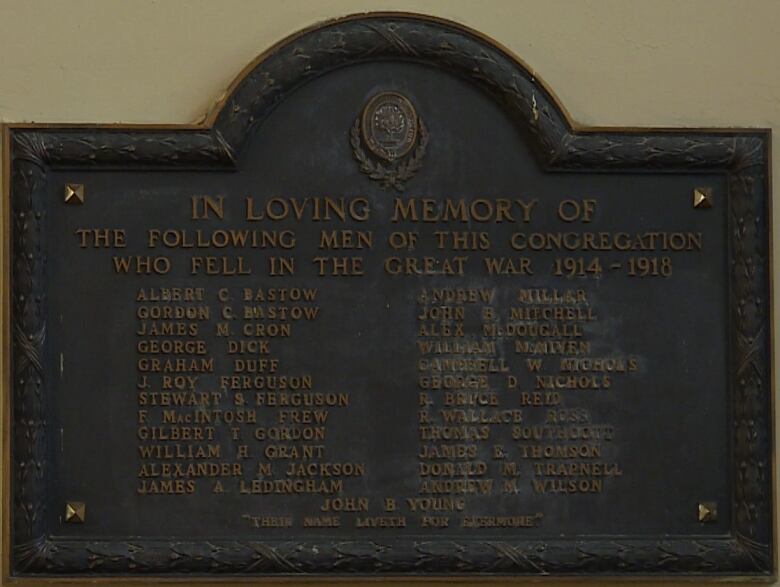 IN LOVING MEMORY OF
THE FOLLOWING MEN OF THIS CONGREGATION
WHO FELL IN THE GREAT WAR 1914-1918
ALBERT C. BASTOW
GORDON C. BASTOW
JAMES M. CRON
GEORGE DICK
GRAHAM DUFF
J. ROY FERGUSON
STEWART S. FERGUSON
F. MacINTOSH FREW
GILBERT T. GORDON
WILLIAM H. GRANT
ALEXANDER M. JACKSON
JAMES A. LEDINGHAM
ANDREW MILLAR
JOHN B. MITCHELL
ALEX. McDOUGALL
WILLIAM McNIVEN
CAMPBELL W. NICHOLS
GEORGE D. NICHOLS
R. BRUCE REID
R. WALLACE ROSS
THOMAS SOUTHCOTT
JAMES E. THOMSON
DONALD M. TRAPNELL
ANDREW M. WILSON
JOHN B. YOUNG
"THEIR NAME LIVETH FOR EVERMORE."